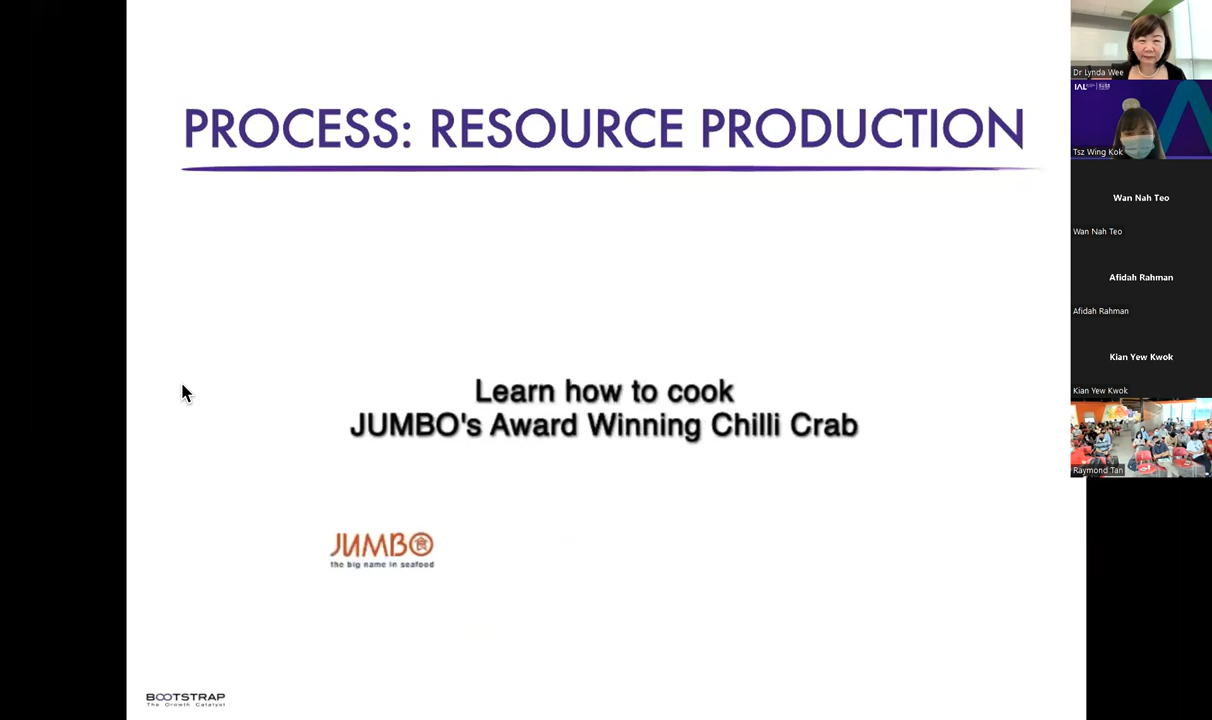 PROCESS: RESOURCE PRODUCTION
Learn how to cook
JUMBO's Award Winning Chilli Crab
JUMBO
the big name in seafood
BOOTSTRAP
The Growth Catalyst
Dr Lynda Wee
IAL
Tsz Wing Kok
Wan Nah Teo
Wan Nah Teo
Afidah Rahman
Afidah Rahman
Kian Yew Kwok
Kian Yew Kwok
Raymond Tan